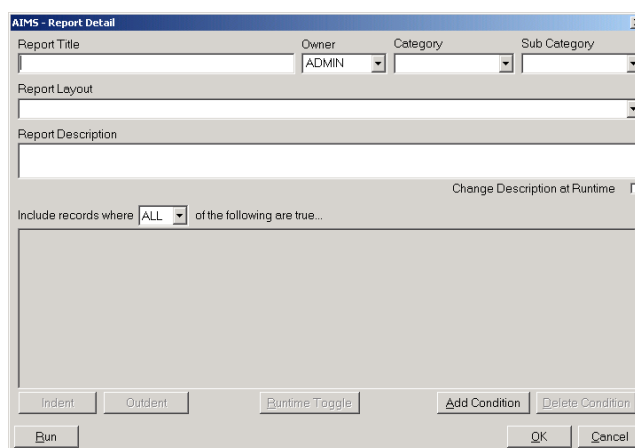 AIMS - Report Detail
Report Title Owner Category Sub Category
ADMIN
Report Layout
Report Description
Change Description at Runtime
Include records where ALL of the following are true...
Indent Outdent Runtime Toggle Add Condition Delete Condition
Run OK Cancel